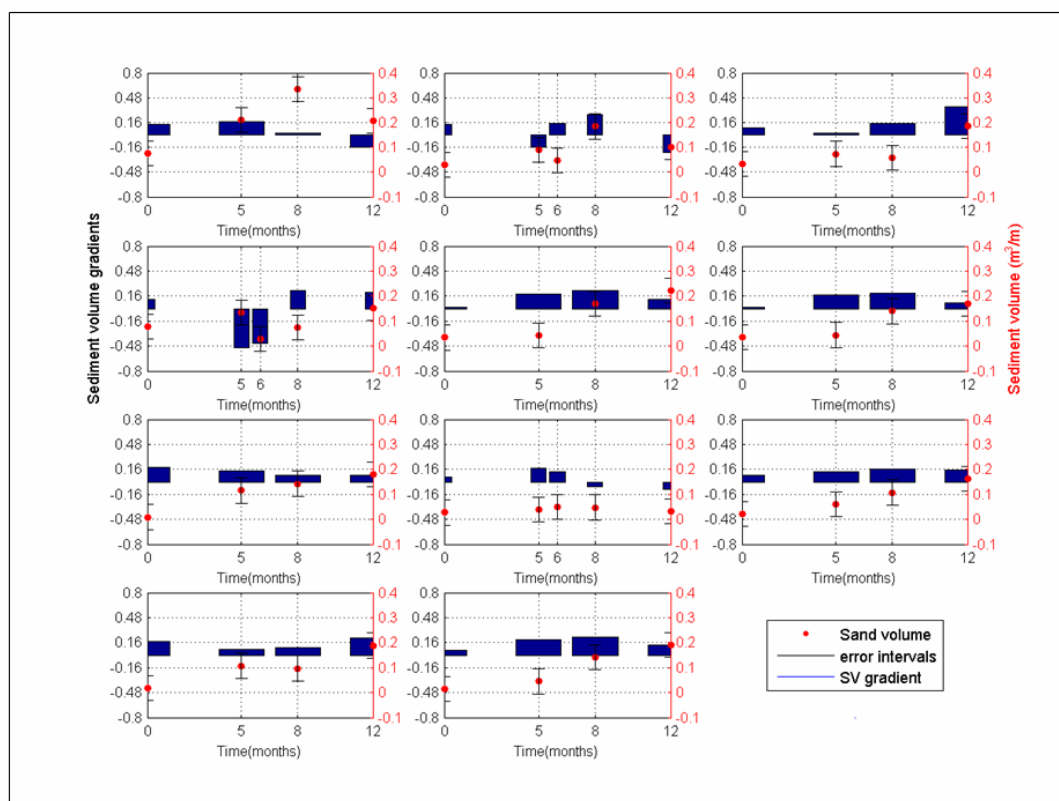 Sediment volume gradients
0.8 0.4 0.8 0.4 0.8 0.4
0.48 0.3 0.48 0.3 0.48 0.3
0.16 0.2 0.16 0.2 0.16 0.2
-0.16 0.1 -0.16 0.1 -0.16 0.1
-0.48 0 -0.48 0 -0.48 0
-0.8 -0.1 -0.8 -0.1 -0.8 -0.1
0 5 8 12 0 5 6 8 12 0 5 8 12
Time(months) Time(months) Time(months)
0.8 0.4 0.8 0.4 0.8 0.4
0.48 0.3 0.48 0.3 0.48 0.3
0.16 0.2 0.16 0.2 0.16 0.2
-0.16 0.1 -0.16 0.1 -0.16 0.1
-0.48 0 -0.48 0 -0.48 0
-0.8 -0.1 -0.8 -0.1 -0.8 -0.1
0 5 6 8 12 0 5 8 12 0 5 8 12
Time(months) Time(months) Time(months)
Sediment volume (m³/m)
0.8 0.4 0.8 0.4 0.8 0.4
0.48 0.3 0.48 0.3 0.48 0.3
0.16 0.2 0.16 0.2 0.16 0.2
-0.16 0.1 -0.16 0.1 -0.16 0.1
-0.48 0 -0.48 0 -0.48 0
-0.8 -0.1 -0.8 -0.1 -0.8 -0.1
0 5 8 12 0 5 6 8 12 0 5 8 12
Time(months) Time(months) Time(months)
0.8 0.4 0.8 0.4
0.48 0.3 0.48 0.3
0.16 0.2 0.16 0.2
-0.16 0.1 -0.16 0.1
-0.48 0 -0.48 0
-0.8 -0.1 -0.8 -0.1
0 5 8 12 0 5 8 12
Time(months) Time(months)
Sand volume
error intervals
SV gradient